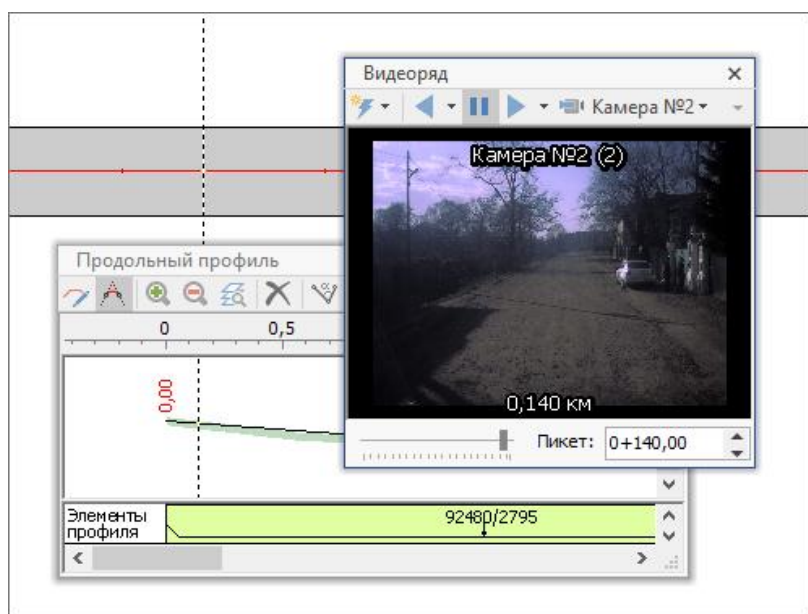 Видеоряд
Камера №2
Камера №2 (2)
0,140 км
Пикет: 0+140,00
Продольный профиль
0 0,5
0,00
Элементы
профиля
92480/2795